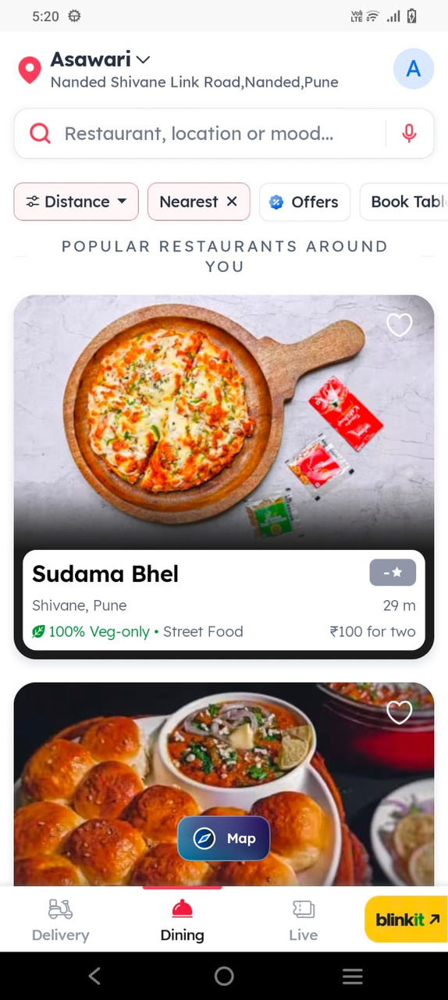 5:20
Voİ) LTE
Asawari
Nanded Shivane Link Road,Nanded,Pune
A
Restaurant, location or mood...
Distance
Nearest
Offers
Book Tabl
POPULAR RESTAURANTS AROUND
YOU
Sudama Bhel
-★
Shivane, Pune
29 m
100% Veg-only • Street Food
₹100 for two
Map
Delivery
Dining
Live
blinkit